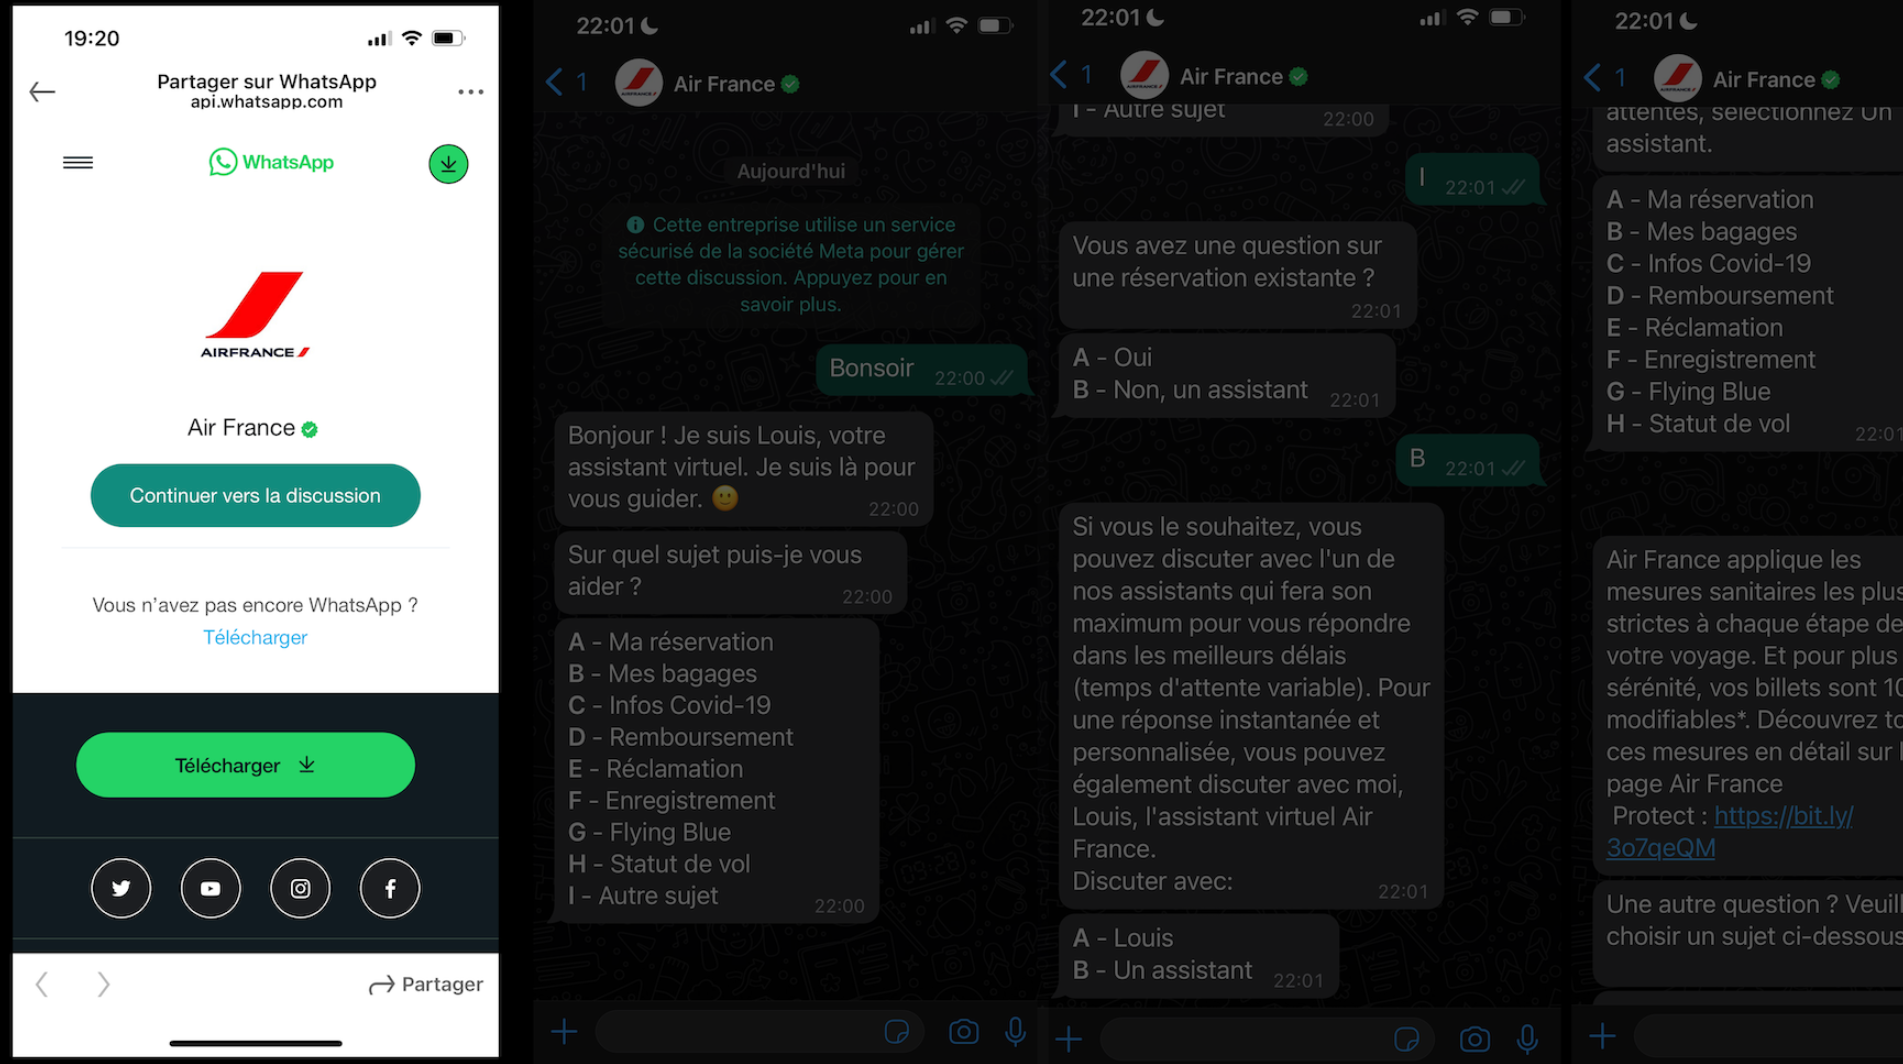 19:20
Partager sur WhatsApp
api.whatsapp.com
WhatsApp
AIRFRANCE
Air France
Continuer vers la discussion
Vous n’avez pas encore WhatsApp ?
Télécharger
Télécharger
Partager
22:01
1
Air France
Aujourd'hui
Cette entreprise utilise un service
sécurisé de la société Meta pour gérer
cette discussion. Appuyez pour en
savoir plus.
Bonsoir 22:00
Bonjour ! Je suis Louis, votre
assistant virtuel. Je suis là pour
vous guider. 🙂 22:00
Sur quel sujet puis-je vous
aider ? 22:00
A - Ma réservation
B - Mes bagages
C - Infos Covid-19
D - Remboursement
E - Réclamation
F - Enregistrement
G - Flying Blue
H - Statut de vol
I - Autre sujet 22:00
22:01
1
Air France
I - Autre sujet 22:00
I 22:01
Vous avez une question sur
une réservation existante ?
22:01
A - Oui
B - Non, un assistant 22:01
B 22:01
Si vous le souhaitez, vous
pouvez discuter avec l'un de
nos assistants qui fera son
maximum pour vous répondre
dans les meilleurs délais
(temps d'attente variable). Pour
une réponse instantanée et
personnalisée, vous pouvez
également discuter avec moi,
Louis, l'assistant virtuel Air
France.
Discuter avec: 22:01
A - Louis
B - Un assistant 22:01
22:01
1
Air France
attentes, sélectionnez Un
assistant.
A - Ma réservation
B - Mes bagages
C - Infos Covid-19
D - Remboursement
E - Réclamation
F - Enregistrement
G - Flying Blue
H - Statut de vol 22:01
Air France applique les
mesures sanitaires les plus
strictes à chaque étape de
votre voyage. Et pour plus
sérénité, vos billets sont
modifiables*. Découvrez
ces mesures en détail sur
page Air France
Protect : https://bit.ly/
3o7qeQM
Une autre question ?
choisir un sujet ci-dessous